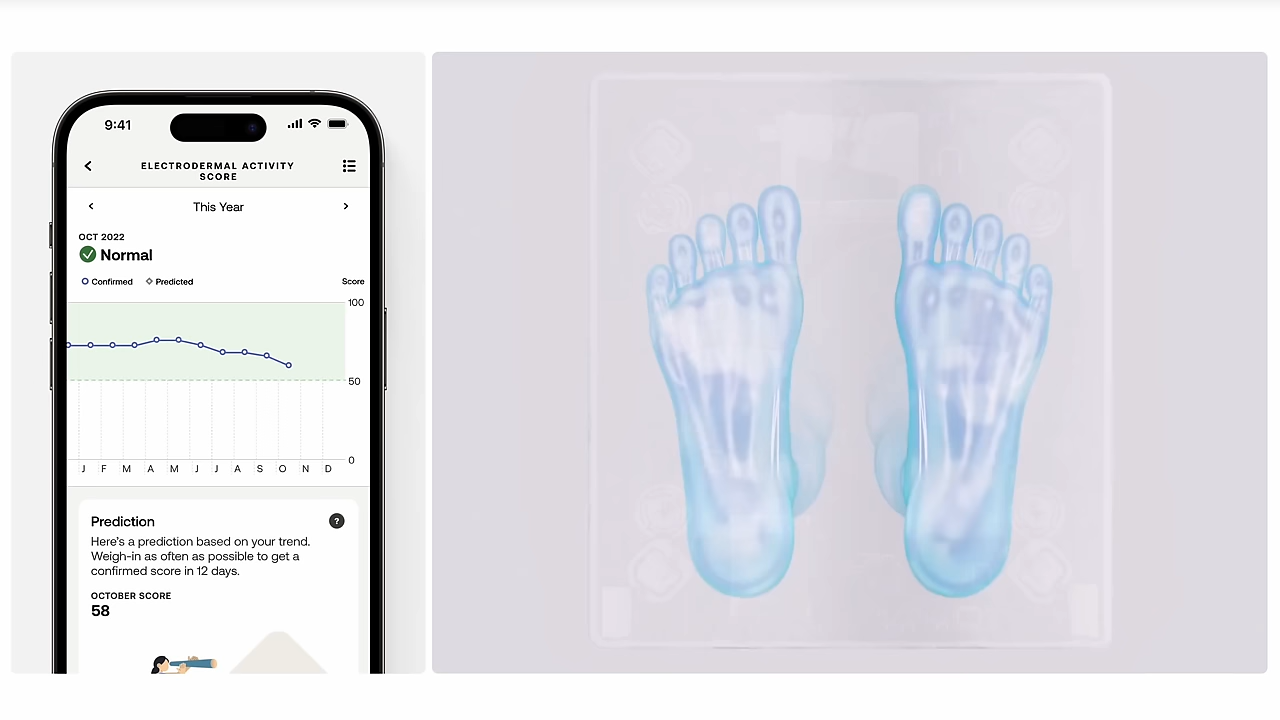 9:41
ELECTRODERMAL ACTIVITY
SCORE
This Year
OCT 2022
Normal
Confirmed
Predicted
Score
100
50
0
J F M A M J J A S O N D
Prediction
?
Here's a prediction based on your trend.
Weigh-in as often as possible to get a
confirmed score in 12 days.
OCTOBER SCORE
58